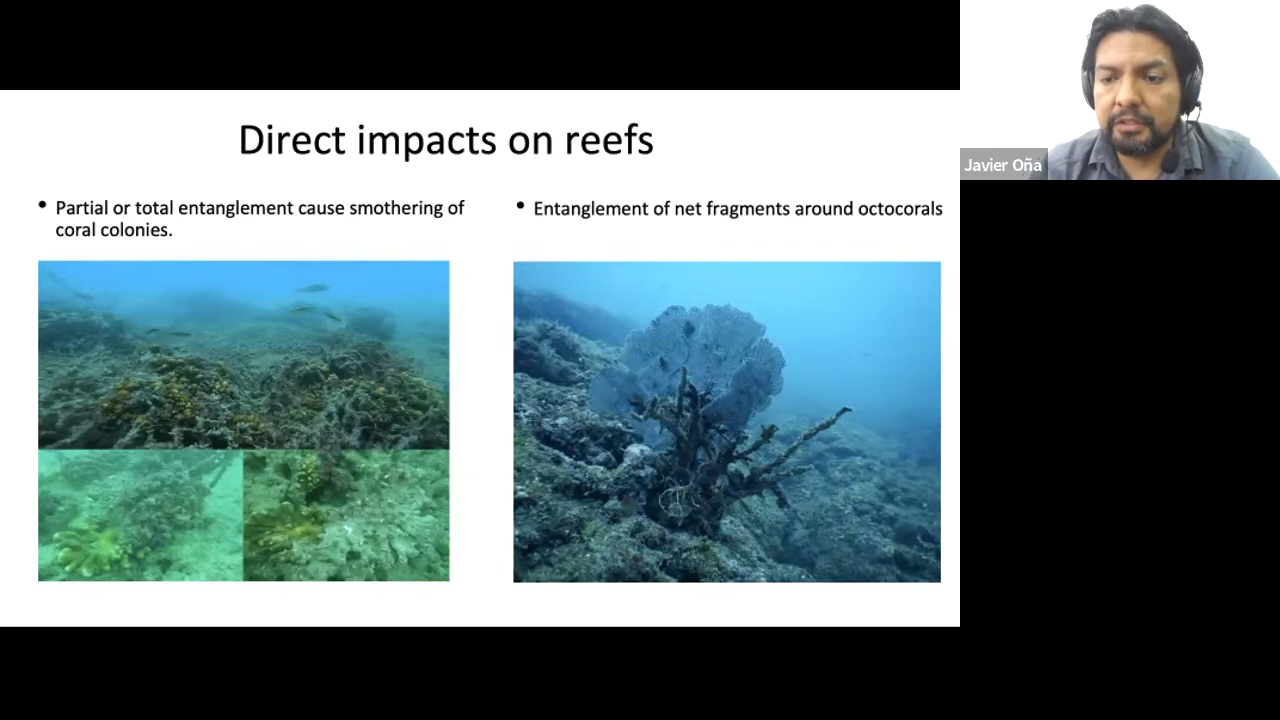 Direct impacts on reefs
• Partial or total entanglement cause smothering of
coral colonies.
• Entanglement of net fragments around octocorals
Javier Oña